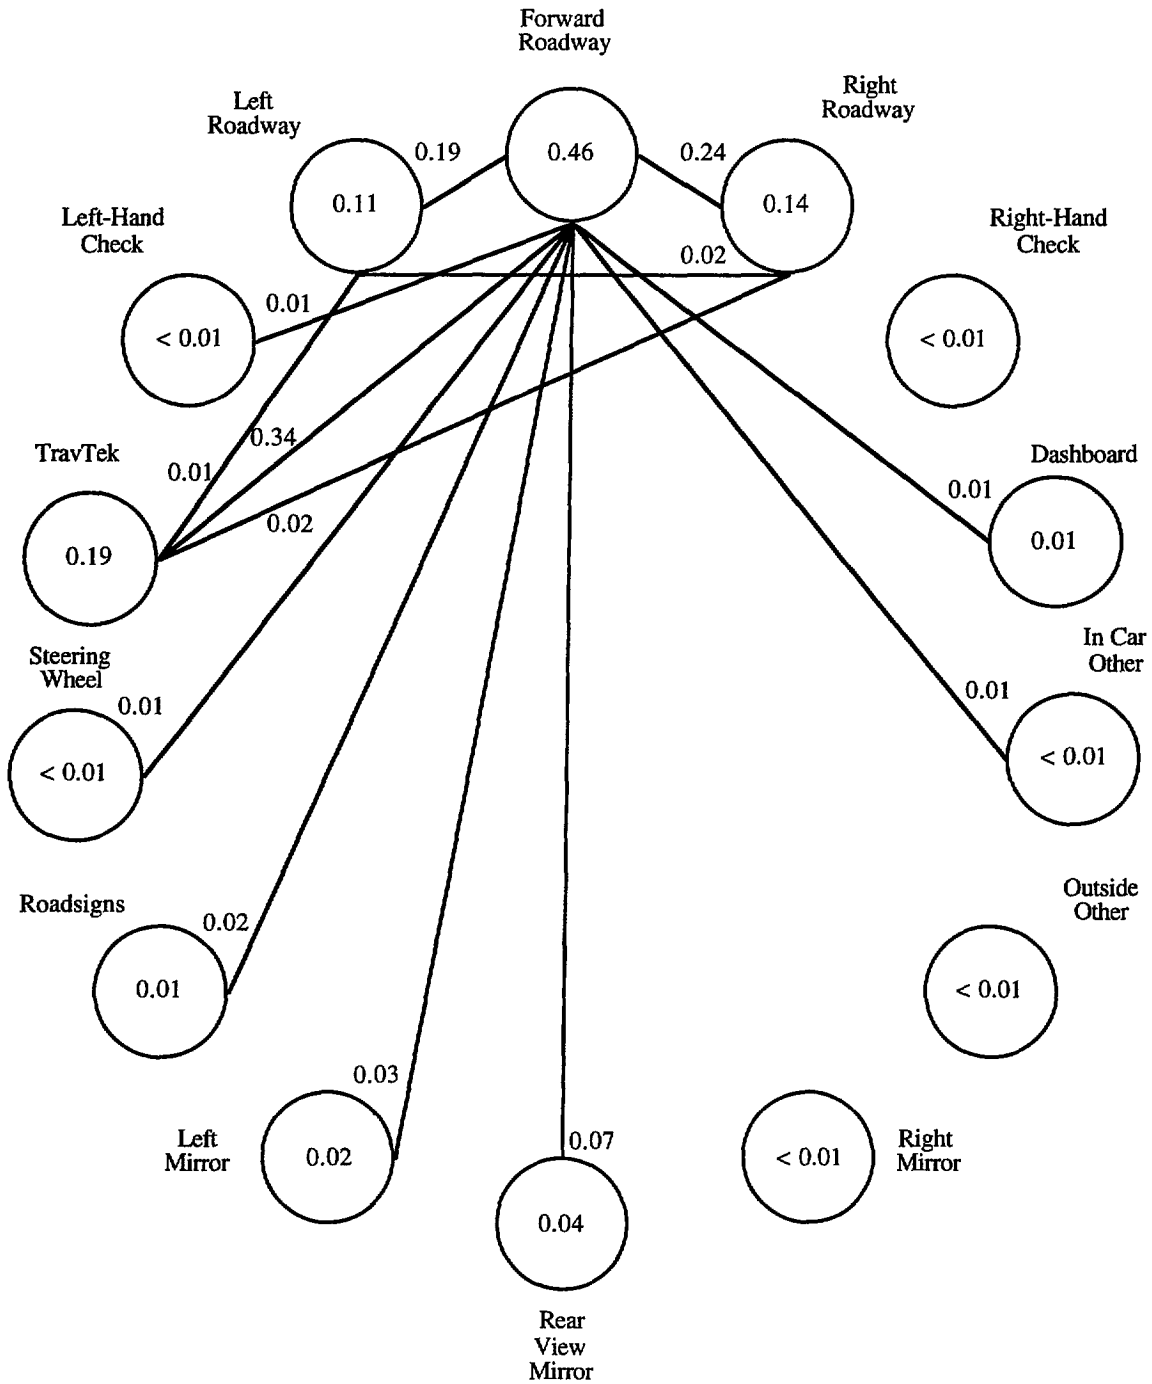 Forward
Roadway
Right
Roadway
Left
Roadway
0.19
0.46
0.24
0.11
0.14
Left-Hand
Check
Right-Hand
Check
0.02
0.01
< 0.01
< 0.01
0.34
TravTek
0.01
Dashboard
0.01
0.02
0.19
0.01
Steering
Wheel
In Car
Other
0.01
0.01
< 0.01
< 0.01
Roadsigns
Outside
Other
0.02
0.01
< 0.01
0.03
Left
Mirror
0.02
0.07
< 0.01
Right
Mirror
0.04
Rear
View
Mirror